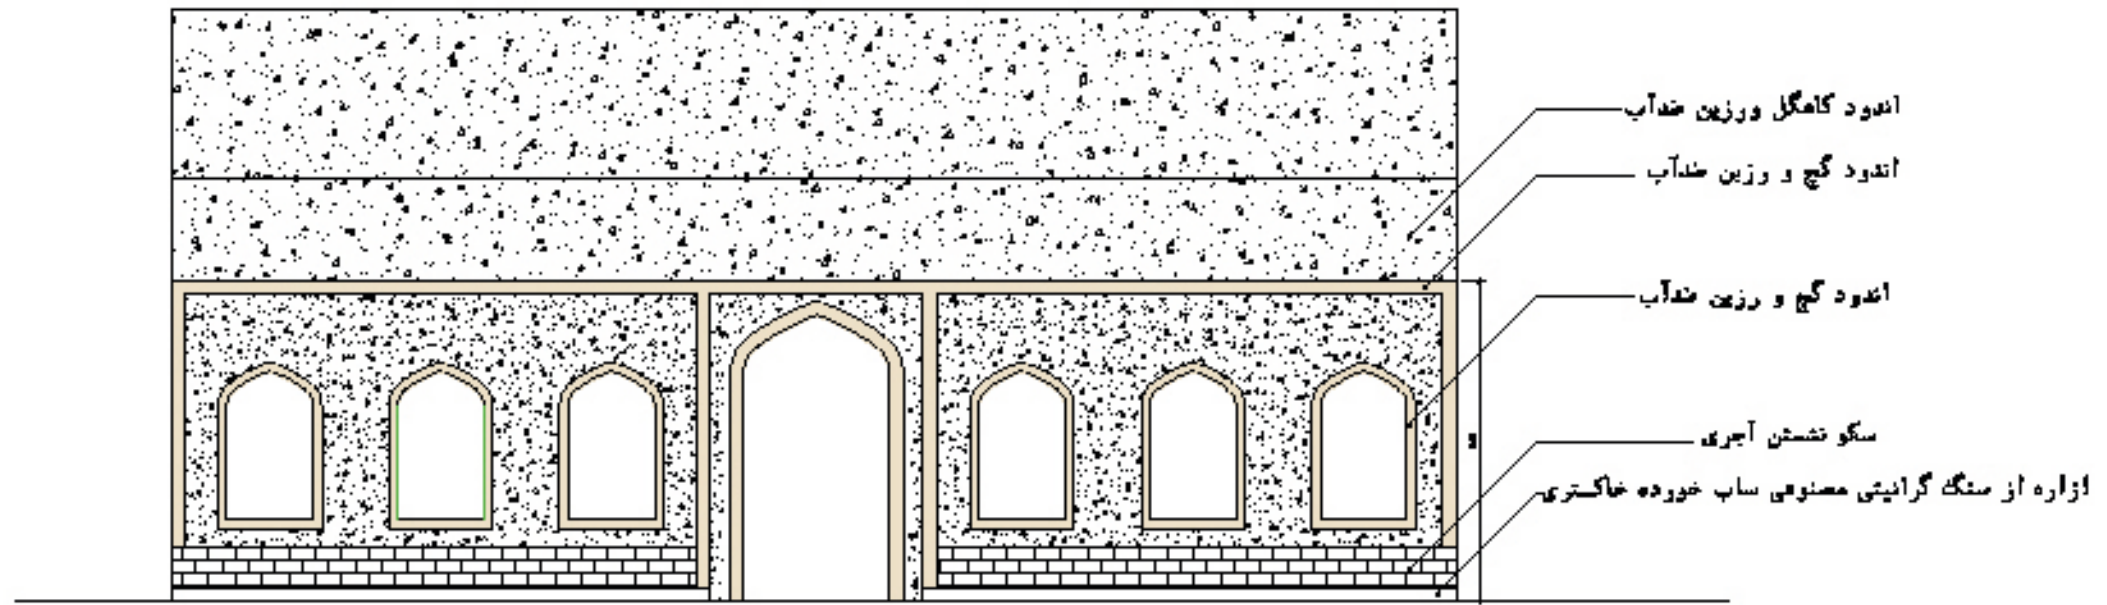 اندود کاهگل ورزین ضدآب
اندود گچ و رزین ضدآب
اندود گچ و رزین ضدآب
سکو نشستن آجری
ازاره از سنگ گرانیتی مصنوعی ساب خورده خاکستری